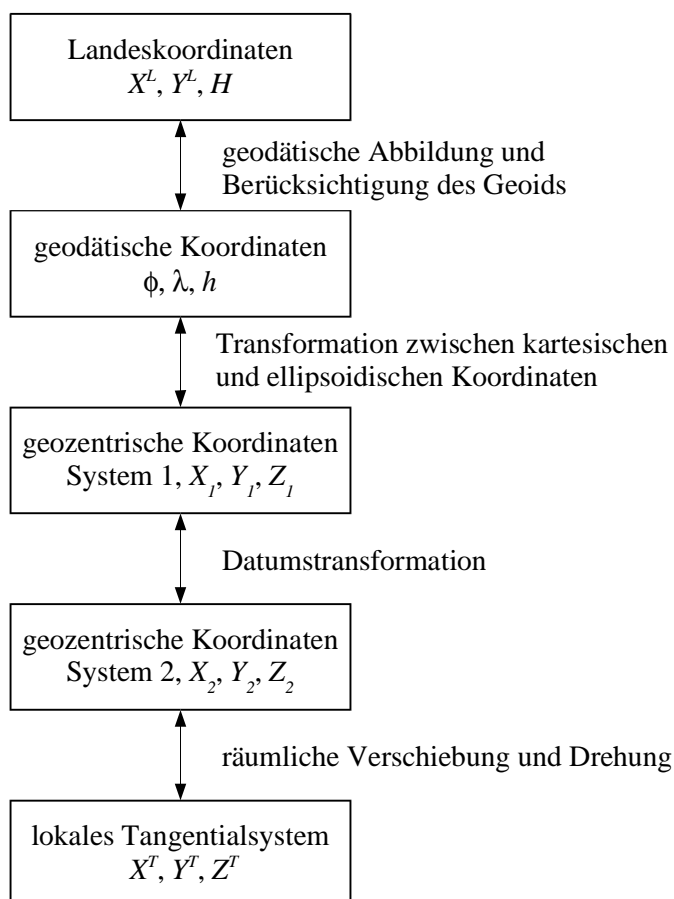 Landeskoordinaten
X^L, Y^L, H
geodätische Abbildung und
Berücksichtigung des Geoids
geodätische Koordinaten
ϕ, λ, h
Transformation zwischen kartesischen
und ellipsoidischen Koordinaten
geozentrische Koordinaten
System 1, X_1, Y_1, Z_1
Datumstransformation
geozentrische Koordinaten
System 2, X_2, Y_2, Z_2
räumliche Verschiebung und Drehung
lokales Tangentialsystem
X^T, Y^T, Z^T